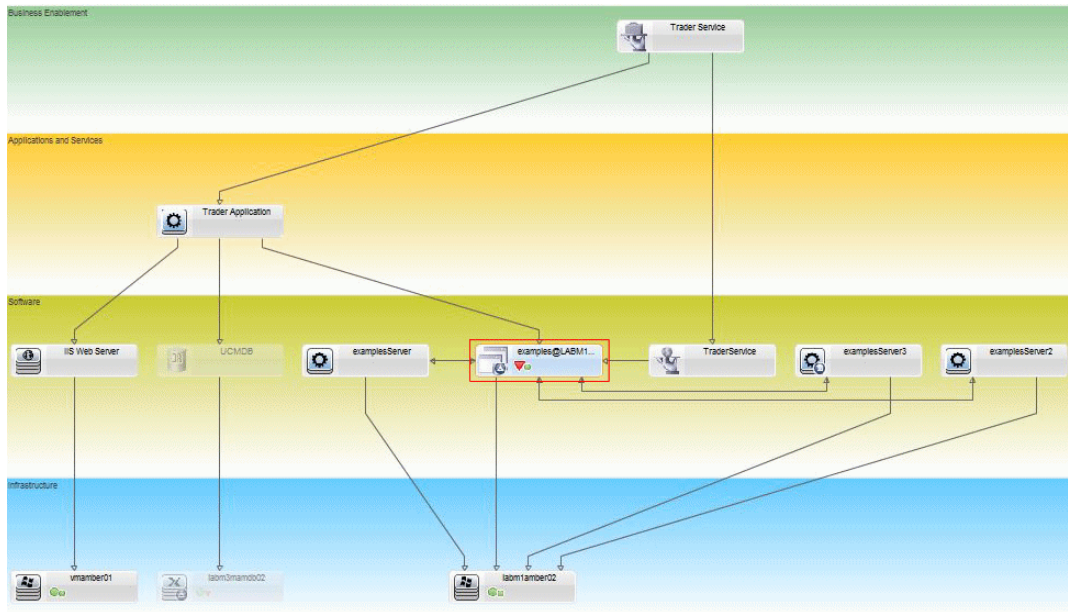 Business Enablement
Trader Service
Applications and Services
Trader Application
Software
IIS Web Server
UCMDB
examplesServer
examples@LABM1...
TraderService
examplesServer3
examplesServer2
Infrastructure
vmamber01
labm3mamdb02
labm1amber02